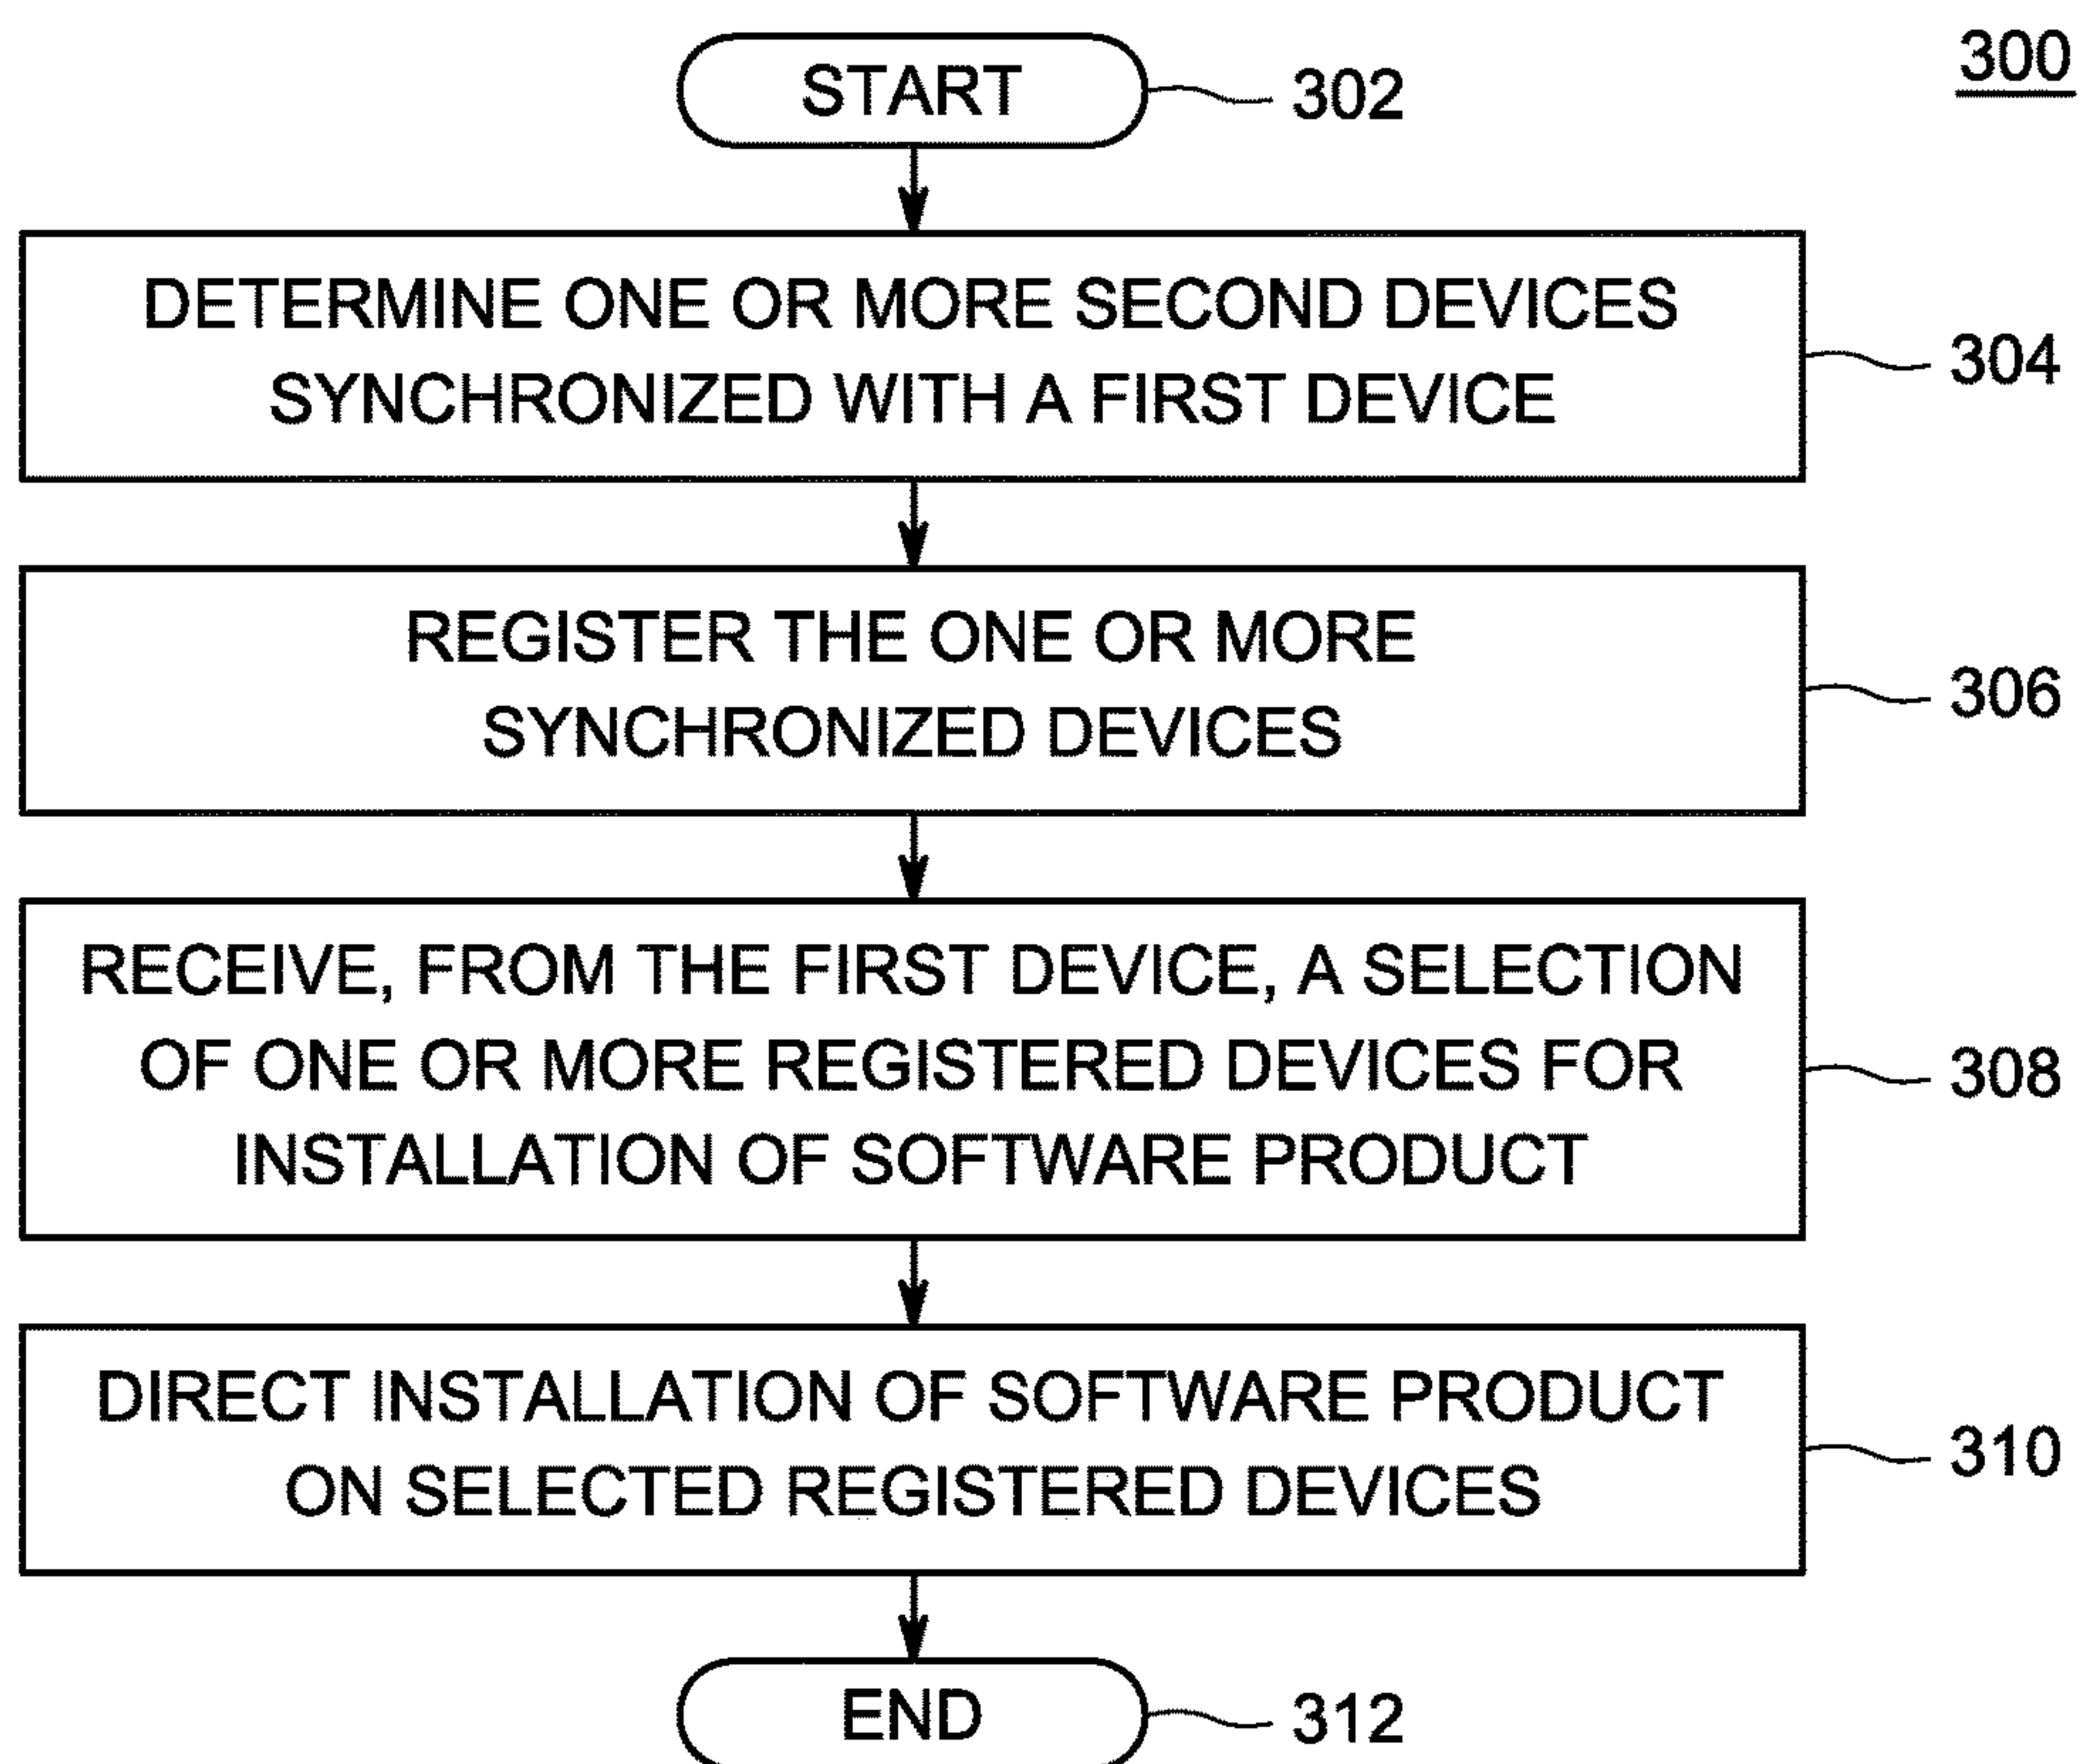 300
START
302
DETERMINE ONE OR MORE SECOND DEVICES
SYNCHRONIZED WITH A FIRST DEVICE
304
REGISTER THE ONE OR MORE
SYNCHRONIZED DEVICES
306
RECEIVE, FROM THE FIRST DEVICE, A SELECTION
OF ONE OR MORE REGISTERED DEVICES FOR
INSTALLATION OF SOFTWARE PRODUCT
308
DIRECT INSTALLATION OF SOFTWARE PRODUCT
ON SELECTED REGISTERED DEVICES
310
END
312